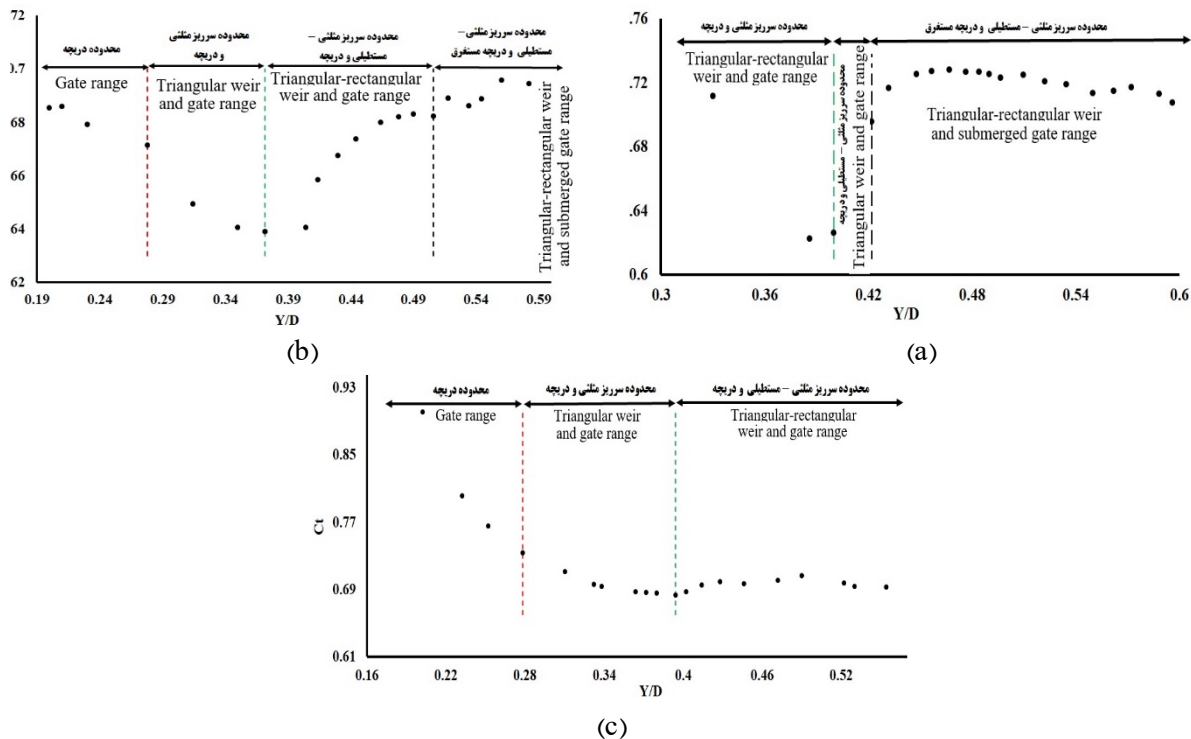 72
محدوده دریچه
محدوده سرریز مثلثی
و دریچه
محدوده سرریز مثلثی –
مستطیلی و دریچه
محدوده سرریز مثلثی –
مستطیلی و دریچه مستغرق
0.7
Gate range
Triangular weir
and gate range
Triangular-rectangular
weir and gate range
Triangular-rectangular weir
and submerged gate range
68
66
64
62
0.19
0.24
0.29
0.34
0.39
0.44
0.49
0.54
0.59
Y/D
(b)
.76
محدوده سرریز مثلثی و دریچه
محدوده سرریز مثلثی – مستطیلی و دریچه مستغرق
Triangular-rectangular
weir and gate range
محدوده سرریز مثلثی – مستطیلی و دریچه
Triangular weir and gate range
Triangular-rectangular weir
and submerged gate range
.72
.68
.64
0.6
0.3
0.36
0.42
0.48
0.54
0.6
Y/D
(a)
0.93
محدوده دریچه
محدوده سرریز مثلثی و دریچه
محدوده سرریز مثلثی – مستطیلی و دریچه
Gate range
Triangular weir
and gate range
Triangular-rectangular
weir and gate range
0.85
0.77
Ct
0.69
0.61
0.16
0.22
0.28
0.34
0.4
0.46
0.52
Y/D
(c)